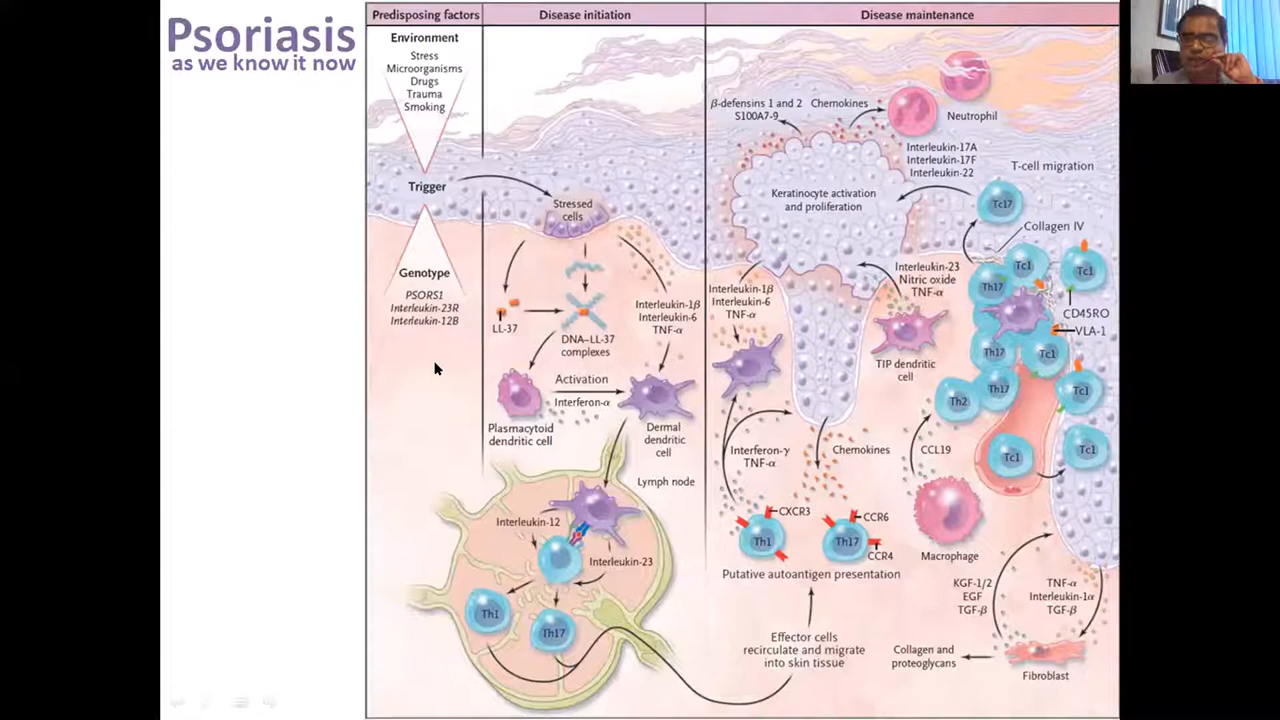 Psoriasis
as we know it now
Predisposing factors
Disease initiation
Disease maintenance
Environment
Stress
Microorganisms
Drugs
Trauma
Smoking
Trigger
Genotype
PSORS1
Interleukin-23R
Interleukin-12B
Stressed
cells
LL-37
DNA–LL-37
complexes
Interleukin-1β
Interleukin-6
TNF-α
Activation
Interferon-α
Plasmacytoid
dendritic cell
Dermal
dendritic
cell
Lymph node
Interleukin-12
Interleukin-23
Th1
Th17
β-defensins 1 and 2
S100A7-9
Chemokines
Neutrophil
Interleukin-17A
Interleukin-17F
Interleukin-22
T-cell migration
Keratinocyte activation
and proliferation
Tc17
Collagen IV
Interleukin-1β
Interleukin-6
TNF-α
Interleukin-23
Nitric oxide
TNF-α
Tc1
Tc1
Th17
CD45RO
VLA-1
TIP dendritic
cell
Th17
Tc1
Th17
Tc1
Th2
Interferon-γ
TNF-α
Chemokines
CCL19
Tc1
Tc1
CXCR3
Th1
CCR6
Th17
CCR4
Macrophage
Putative autoantigen presentation
KGF-1/2
EGF
TGF-β
TNF-α
Interleukin-1α
TGF-β
Effector cells
recirculate and migrate
into skin tissue
Collagen and
proteoglycans
Fibroblast